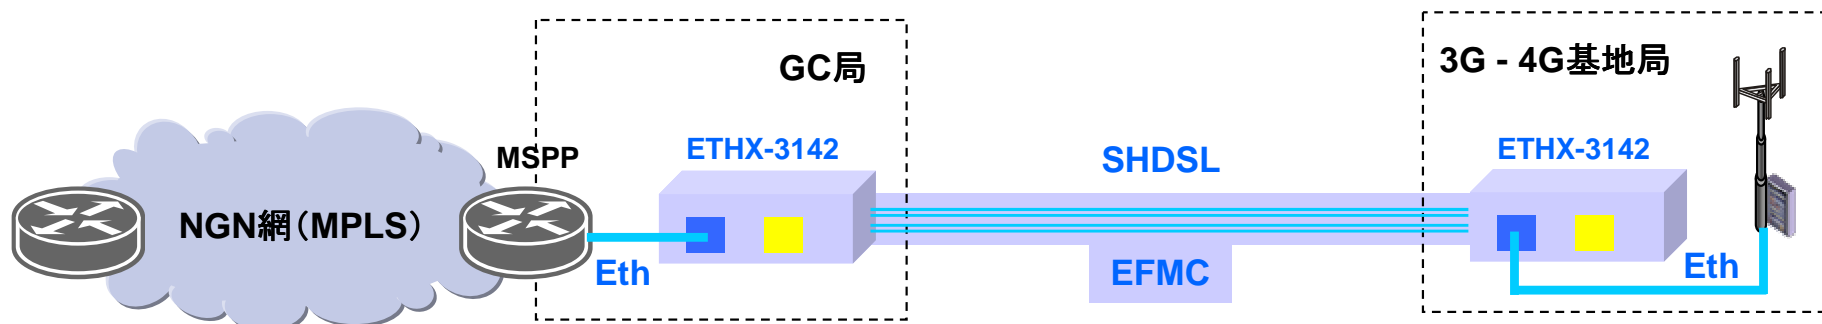 GC局
3G - 4G基地局
MSPP
ETHX-3142
SHDSL
ETHX-3142
NGN網（MPLS）
Eth
EFMC
Eth